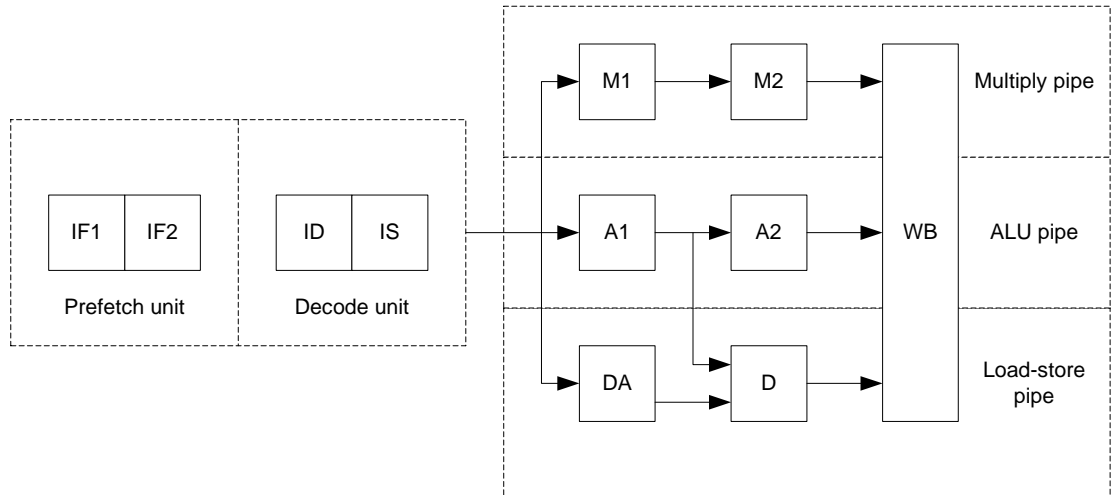 M1
M2
Multiply pipe
IF1
IF2
ID
IS
A1
A2
WB
ALU pipe
Prefetch unit
Decode unit
DA
D
Load-store
pipe